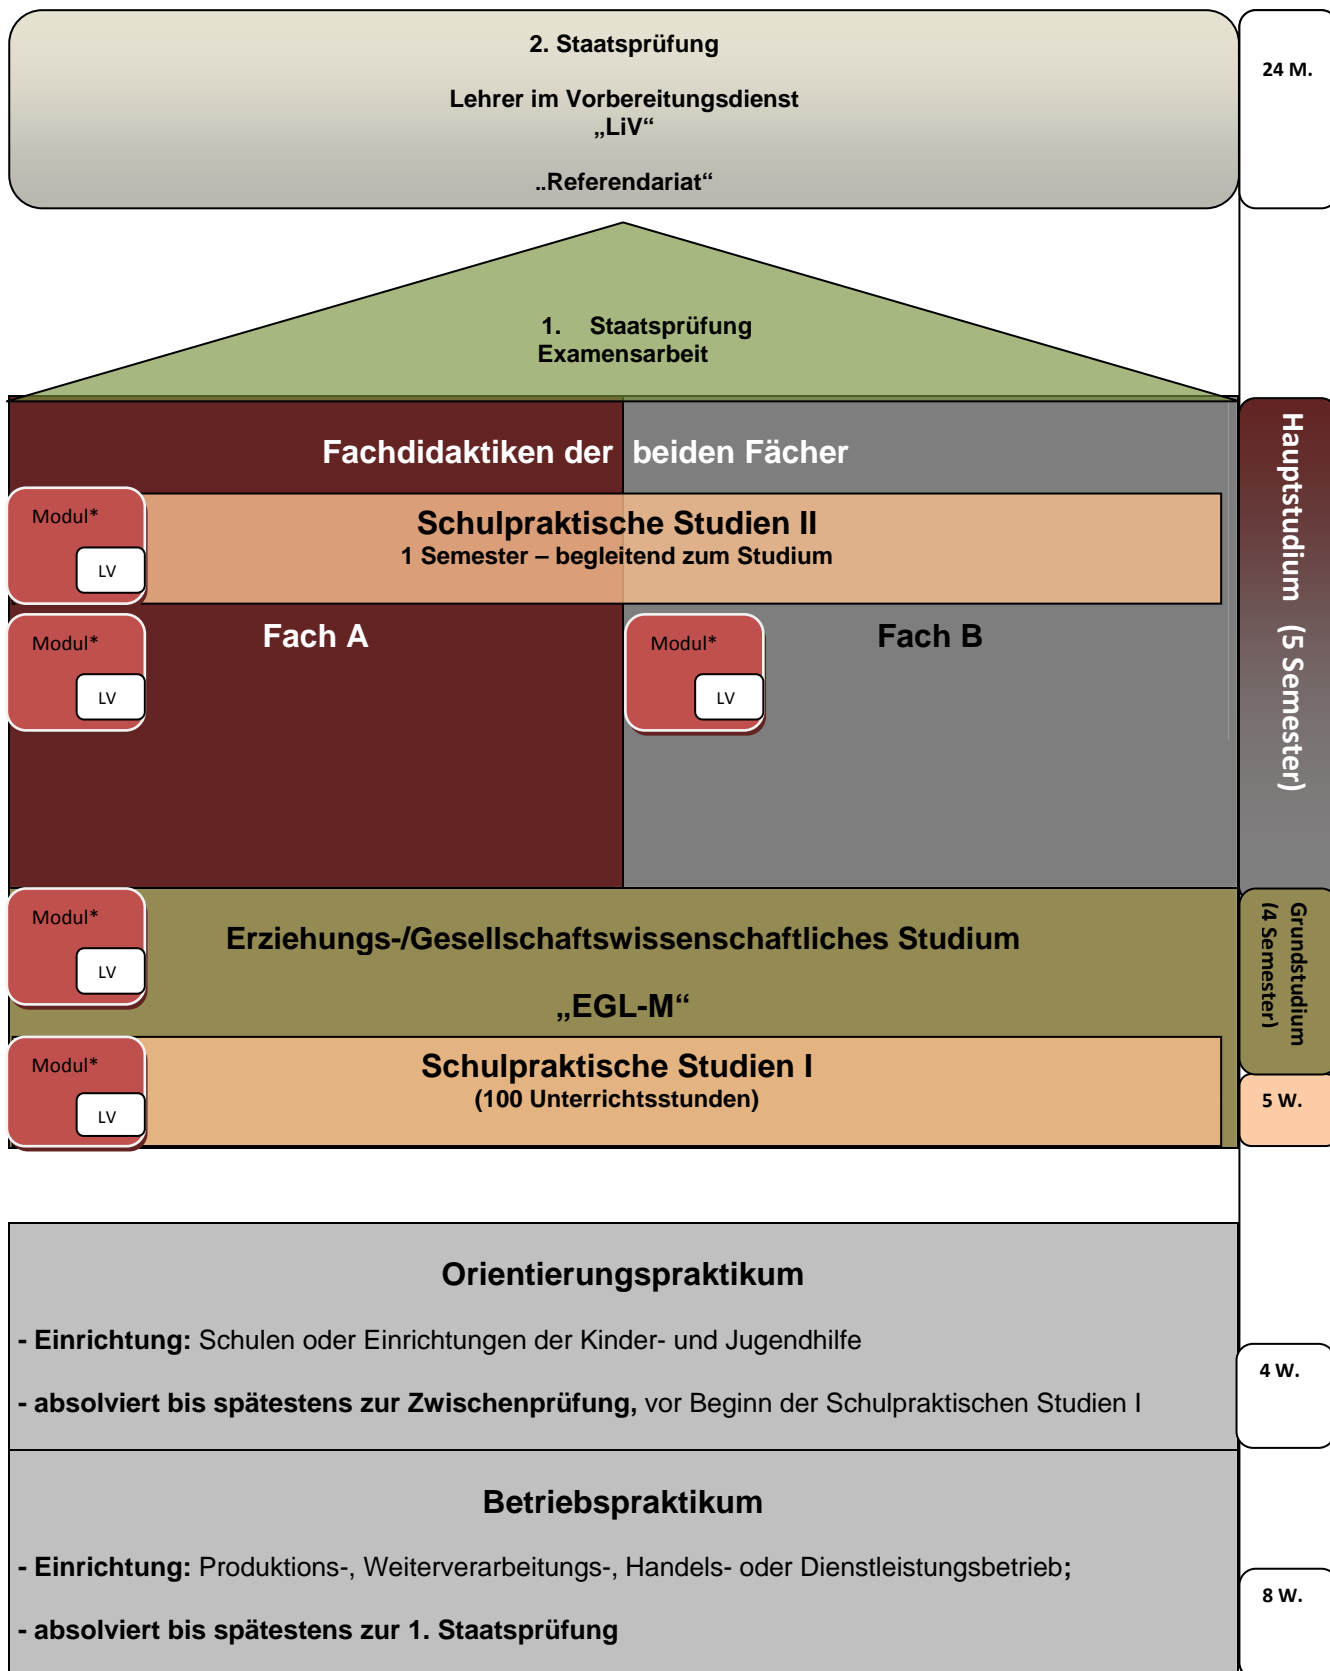 2. Staatsprüfung
24 M.
Lehrer im Vorbereitungsdienst
„LiV“
„Referendariat“
1. Staatsprüfung
Examensarbeit
Fachdidaktiken der beiden Fächer
Modul*
LV
Schulpraktische Studien II
1 Semester – begleitend zum Studium
Modul*
LV
Fach A
Modul*
LV
Fach B
Hauptstudium (5 Semester)
Modul*
LV
Erziehungs-/Gesellschaftswissenschaftliches Studium
„EGL-M“
Grundstudium
(4 Semester)
Modul*
LV
Schulpraktische Studien I
(100 Unterrichtsstunden)
5 W.
Orientierungspraktikum
- Einrichtung: Schulen oder Einrichtungen der Kinder- und Jugendhilfe
4 W.
- absolviert bis spätestens zur Zwischenprüfung, vor Beginn der Schulpraktischen Studien I
Betriebspraktikum
- Einrichtung: Produktions-, Weiterverarbeitungs-, Handels- oder Dienstleistungsbetrieb;
8 W.
- absolviert bis spätestens zur 1. Staatsprüfung